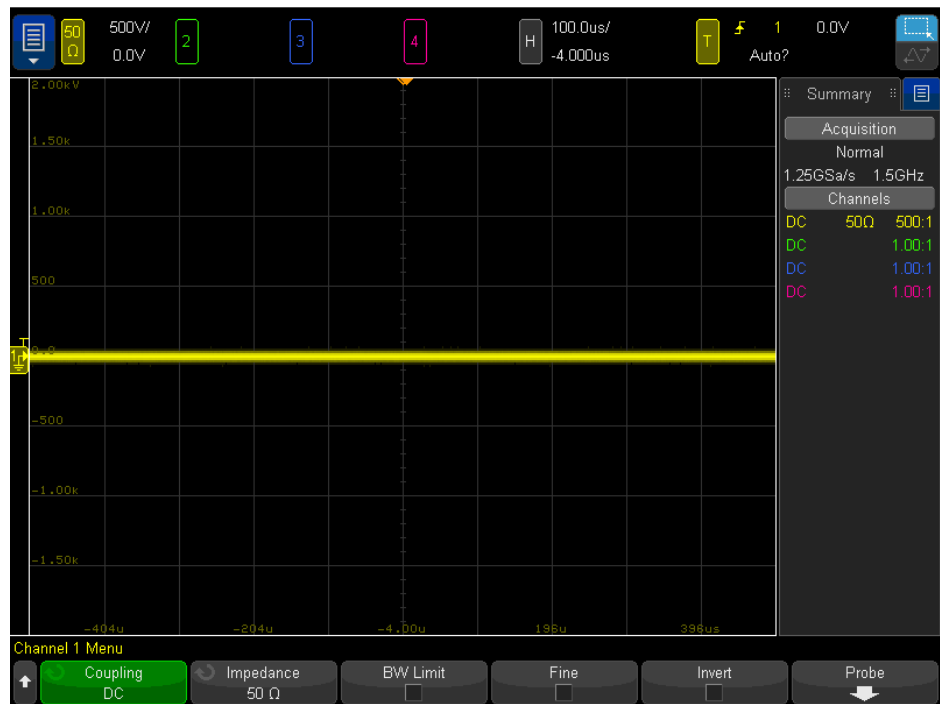 50 Ω 500V/ 0.0V 2 3 4 H 100.0us/ -4.000us T 1 0.0V Auto?
2.00kV
1.50k
1.00k
500
0.0
-500
-1.00k
-1.50k
-404u -204u -4.00u 196u 396us
T
1
Summary
Acquisition
Normal
1.25GSa/s 1.5GHz
Channels
DC 50Ω 500:1
DC 1.00:1
DC 1.00:1
DC 1.00:1
Channel 1 Menu
Coupling Impedance BW Limit Fine Invert Probe
DC 50 Ω